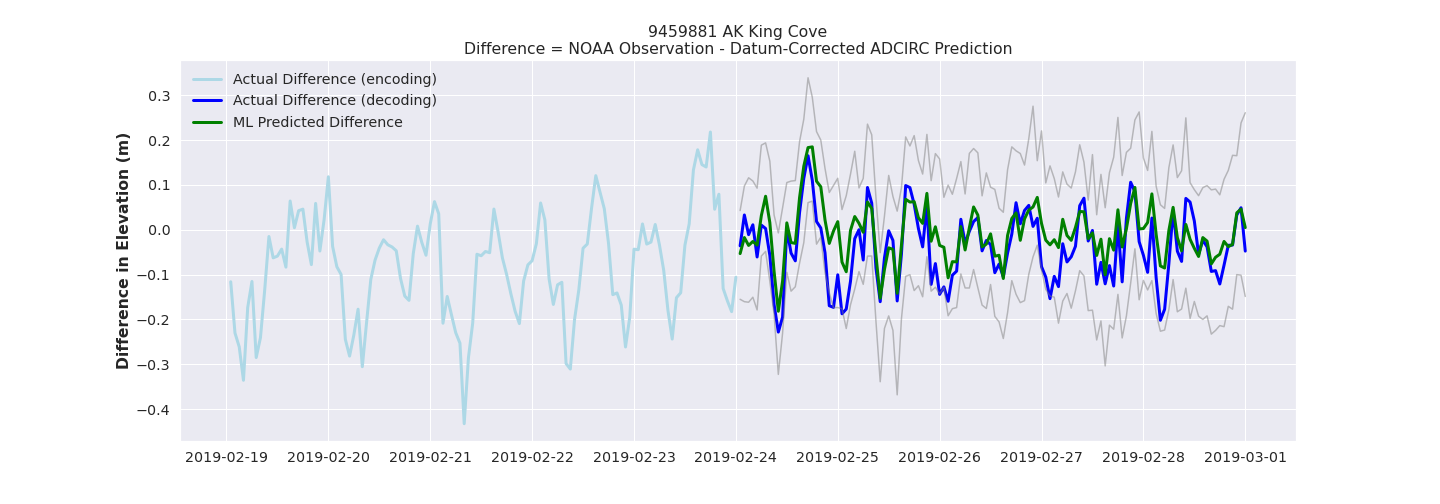 9459881 AK King Cove
Difference = NOAA Observation - Datum-Corrected ADCIRC Prediction
Actual Difference (encoding)
Actual Difference (decoding)
ML Predicted Difference
Difference in Elevation (m)
0.3
0.2
0.1
0.0
−0.1
−0.2
−0.3
−0.4
2019-02-19 2019-02-20 2019-02-21 2019-02-22 2019-02-23 2019-02-24 2019-02-25 2019-02-26 2019-02-27 2019-02-28 2019-03-01